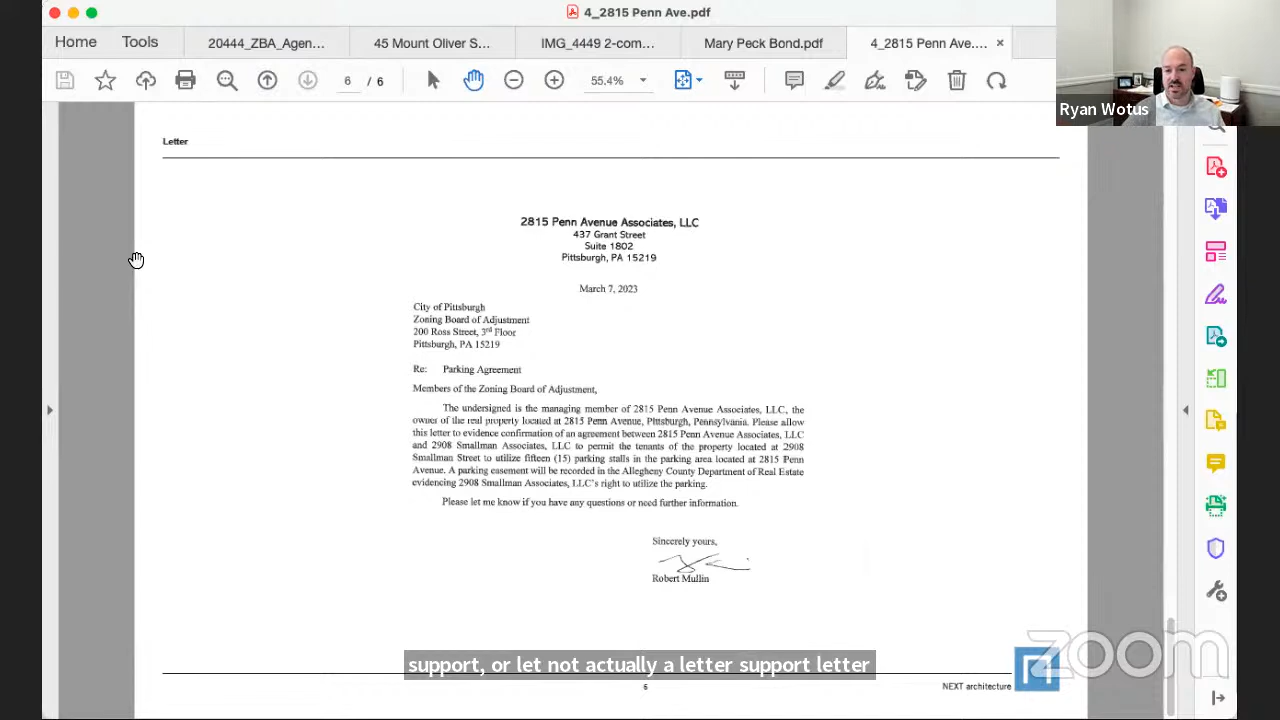 4_2815 Penn Ave.pdf
Home
Tools
20444_ZBA_Agen...
45 Mount Oliver S...
IMG_4449 2-com...
Mary Peck Bond.pdf
4_2815 Penn Ave....
6 / 6
55.4%
Ryan Wotus
Letter
2815 Penn Avenue Associates, LLC
437 Grant Street
Suite 1802
Pittsburgh, PA 15219
March 7, 2023
City of Pittsburgh
Zoning Board of Adjustment
200 Ross Street, 3rd Floor
Pittsburgh, PA 15219
Re: Parking Agreement
Members of the Zoning Board of Adjustment,
The undersigned is the managing member of 2815 Penn Avenue Associates, LLC, the
owner of the real property located at 2815 Penn Avenue, Pittsburgh, Pennsylvania. Please allow
this letter to evidence confirmation of an agreement between 2815 Penn Avenue Associates, LLC
and 2908 Smallman Associates, LLC to permit the tenants of the property located at 2908
Smallman Street to utilize fifteen (15) parking stalls in the parking area located at 2815 Penn
Avenue. A parking easement will be recorded in the Allegheny County Department of Real Estate
evidencing 2908 Smallman Associates, LLC's right to utilize the parking.
Please let me know if you have any questions or need further information.
Sincerely yours,
Robert Mullin
support, or let not actually a letter support letter
6
NEXT architecture
zoom